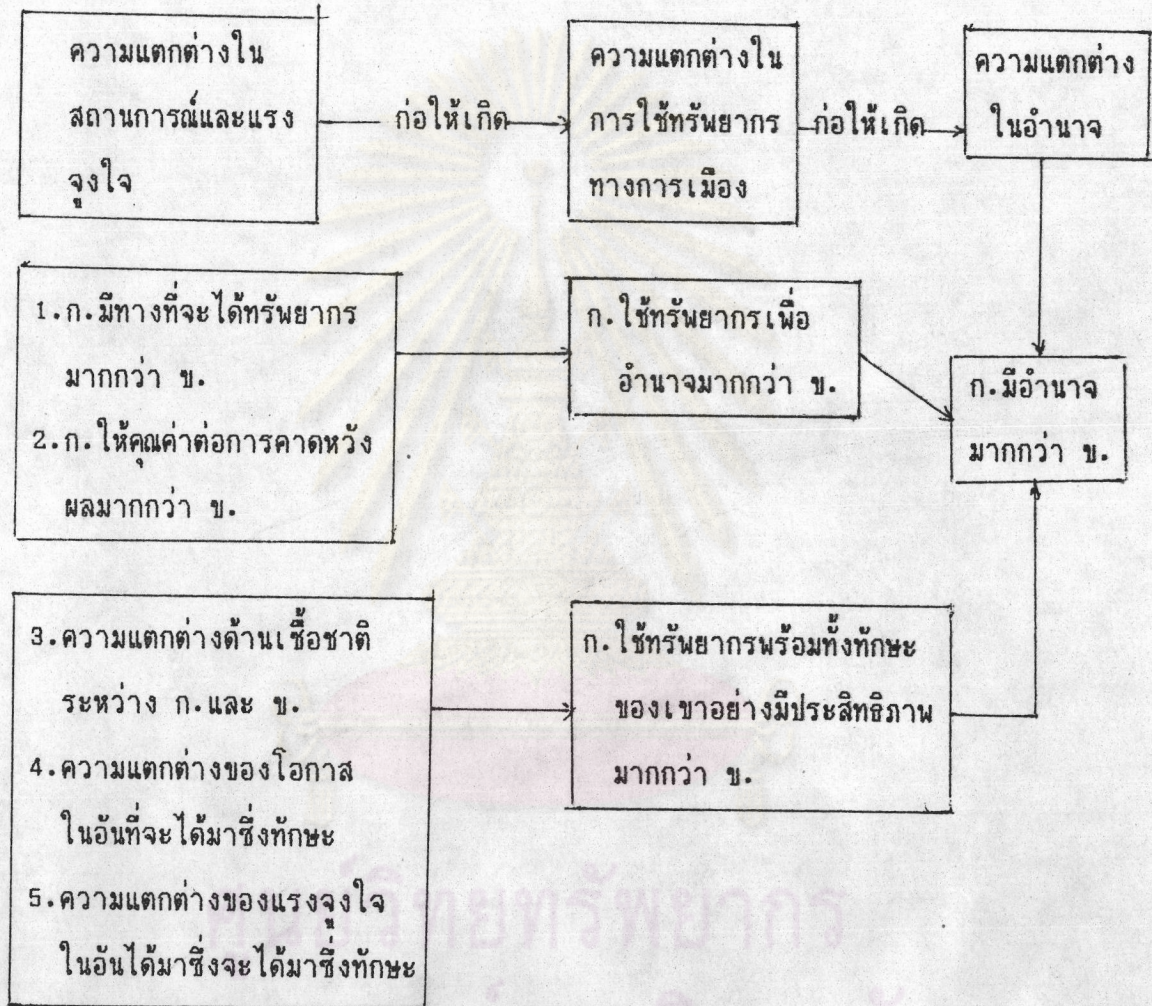 ความแตกต่างใน
สถานการณ์และแรง
จูงใจ
ก่อให้เกิด
ความแตกต่างใน
การใช้ทรัพยากร
ทางการเมือง
ก่อให้เกิด
ความแตกต่าง
ในอำนาจ
1.ก.มีทางที่จะได้ทรัพยากร
มากกว่า ข.
2.ก.ให้คุณค่าต่อการคาดหวัง
ผลมากกว่า ข.
ก.ใช้ทรัพยากรเพื่อ
อำนาจมากกว่า ข.
ก.มีอำนาจ
มากกว่า ข.
3.ความแตกต่างด้านเชื้อชาติ
ระหว่าง ก.และ ข.
4.ความแตกต่างของโอกาส
ในอันที่จะได้มาซึ่งทักษะ
5.ความแตกต่างของแรงจูงใจ
ในอันได้มาซึ่งจะได้มาซึ่งทักษะ
ก.ใช้ทรัพยากรพร้อมทั้งทักษะ
ของเขาอย่างมีประสิทธิภาพ
มากกว่า ข.
ศูนย์วิทยทรัพยากร